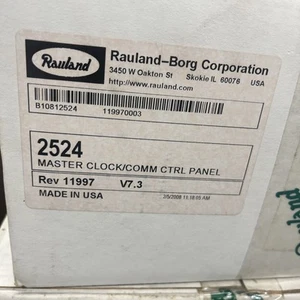 Rauland
Rauland-Borg Corporation
3450 W Oakton St Skokie IL 60076 USA
http://www.rauland.com
B10812524 119970003
2524
MASTER CLOCK/COMM CTRL PANEL
Rev 11997 V7.3
MADE IN USA